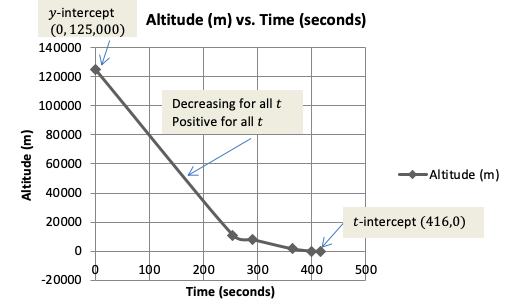 y-intercept
(0, 125,000)
Altitude (m) vs. Time (seconds)
140000
120000
100000
80000
60000
40000
20000
0
-20000
Altitude (m)
Decreasing for all t
Positive for all t
Altitude (m)
t-intercept (416,0)
0 100 200 300 400 500
Time (seconds)